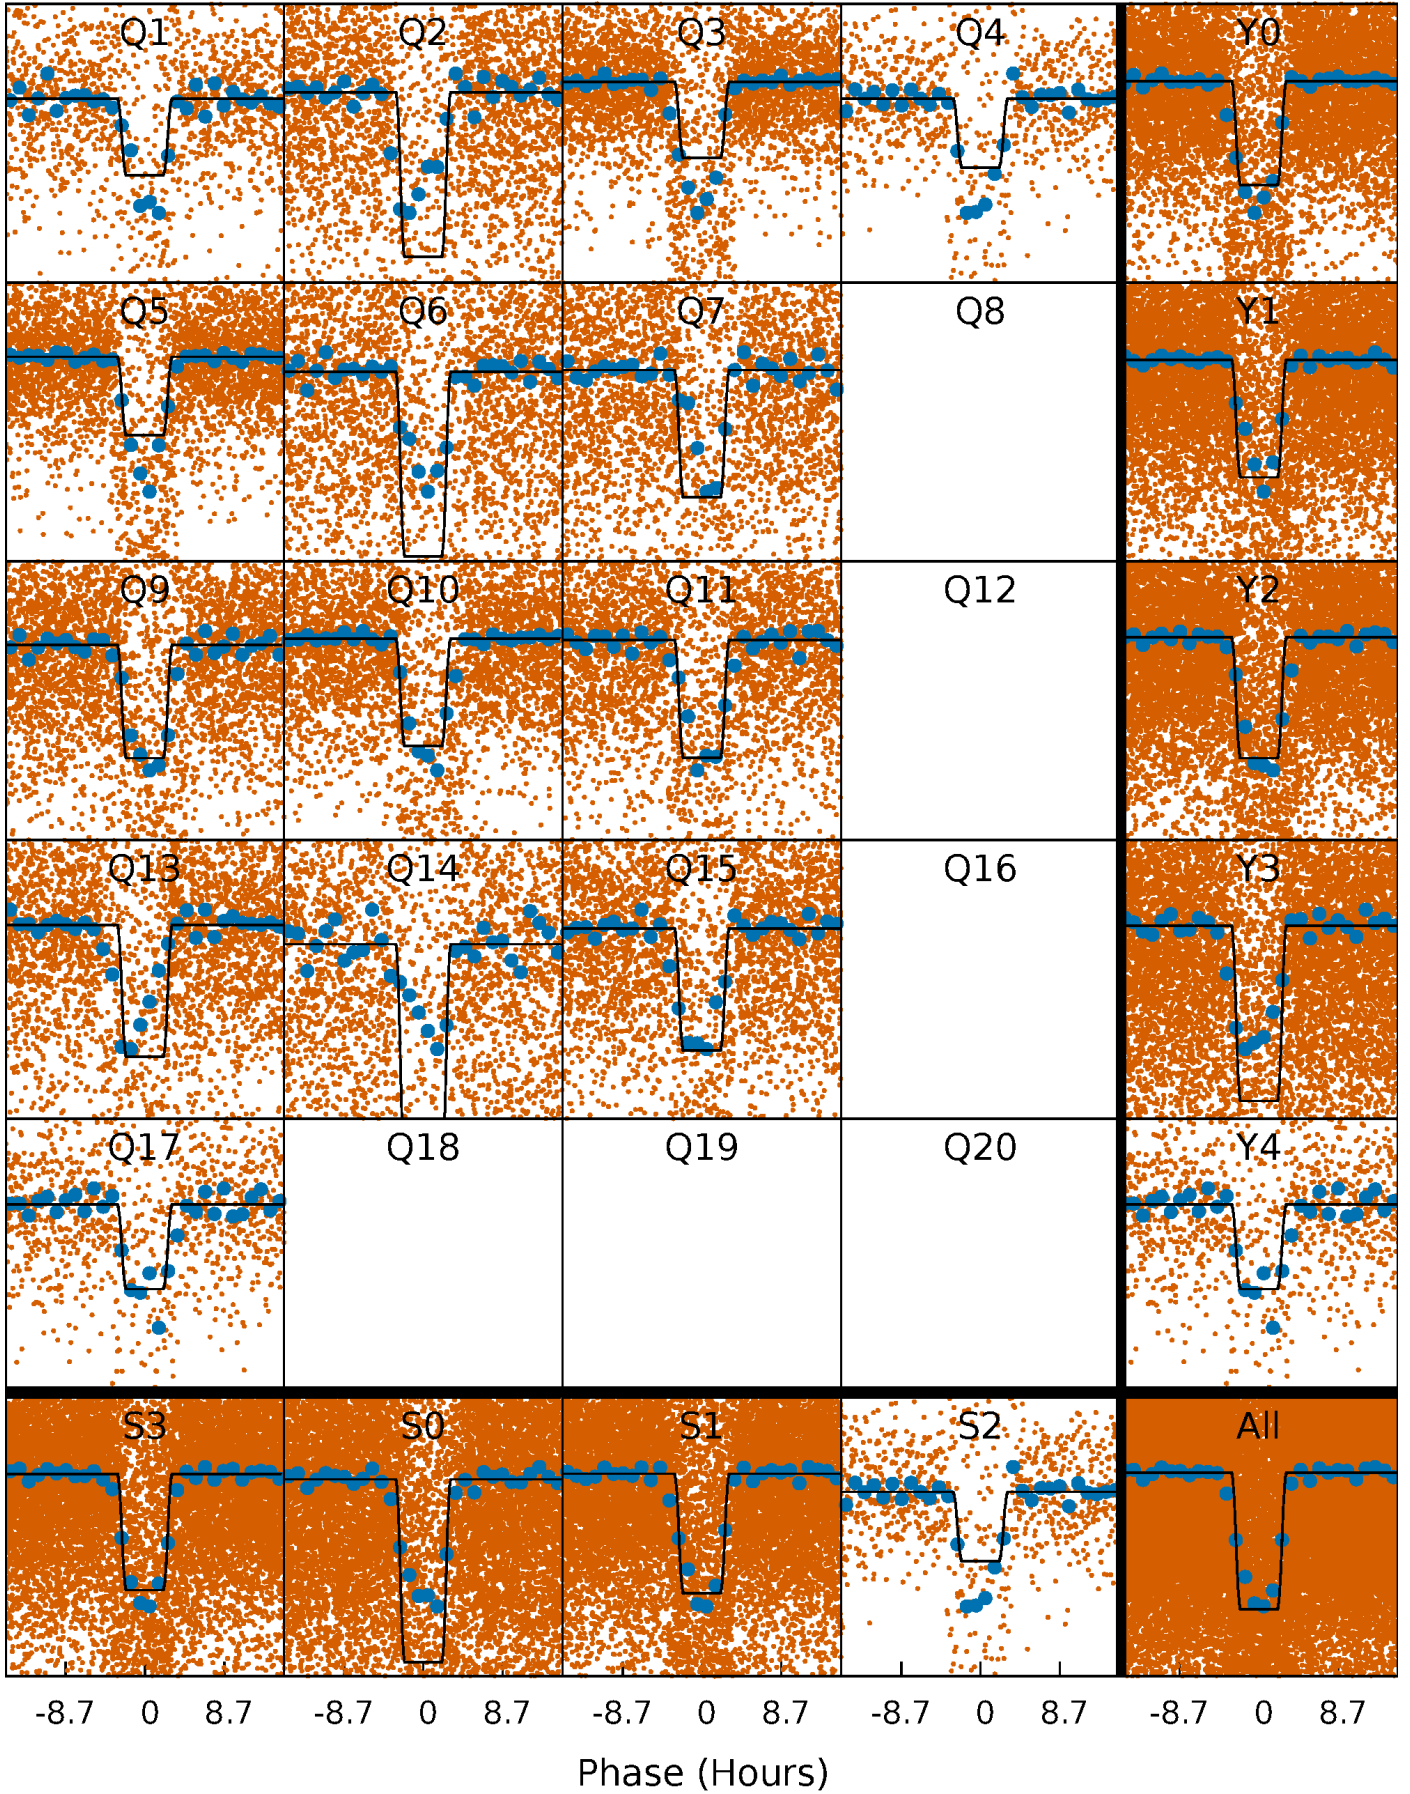 Q1 Q2 Q3 Q4 Y0
Q5 Q6 Q7 Q8 Y1
Q9 Q10 Q11 Q12 Y2
Q13 Q14 Q15 Q16 Y3
Q17 Q18 Q19 Q20 Y4
S3 S0 S1 S2 All
-8.7 0 8.7 -8.7 0 8.7 -8.7 0 8.7 -8.7 0 8.7 -8.7 0 8.7
Phase (Hours)